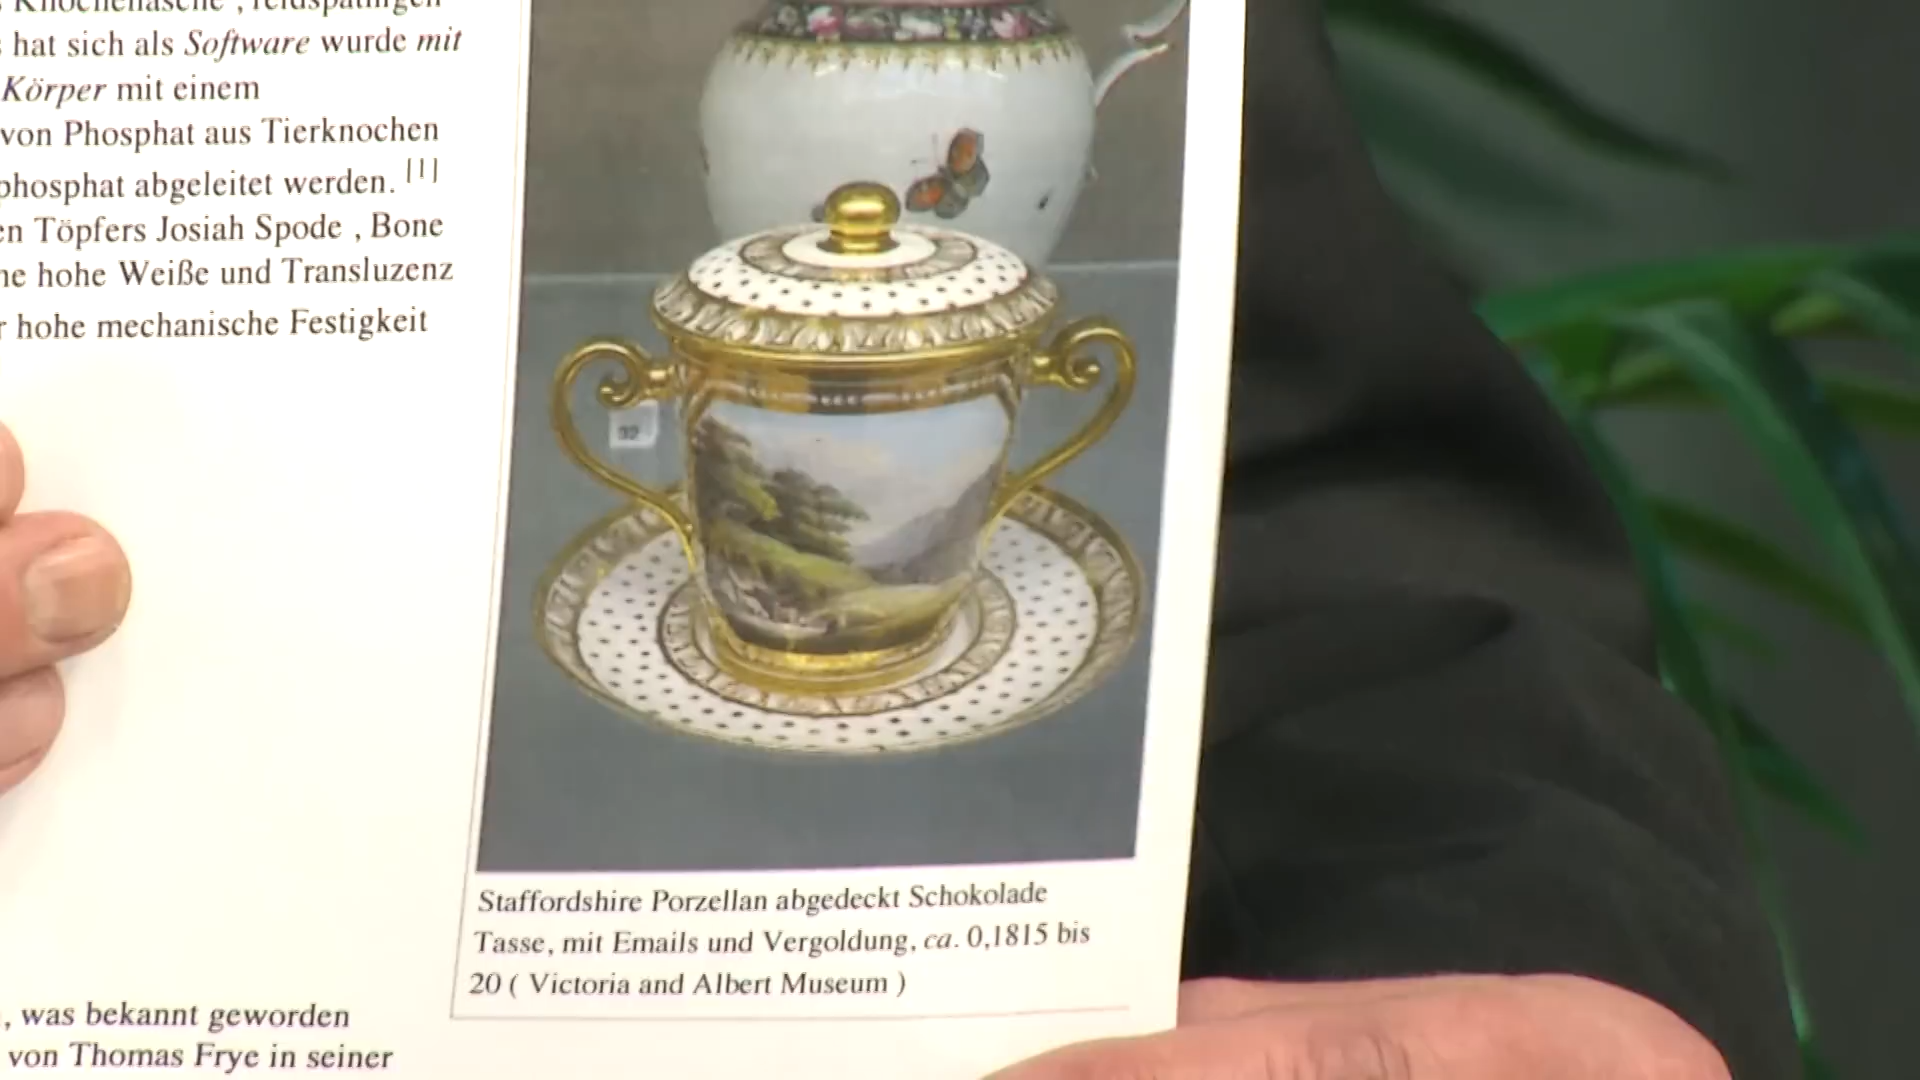 Knochenasche , feldspathigen
hat sich als Software wurde mit
Körper mit einem
von Phosphat aus Tierknochen
phosphat abgeleitet werden. [1]
en Töpfers Josiah Spode , Bone
ne hohe Weiße und Transluzenz
r hohe mechanische Festigkeit
Staffordshire Porzellan abgedeckt Schokolade
Tasse, mit Emails und Vergoldung, ca. 0,1815 bis
20 ( Victoria and Albert Museum )
, was bekannt geworden
von Thomas Frye in seiner